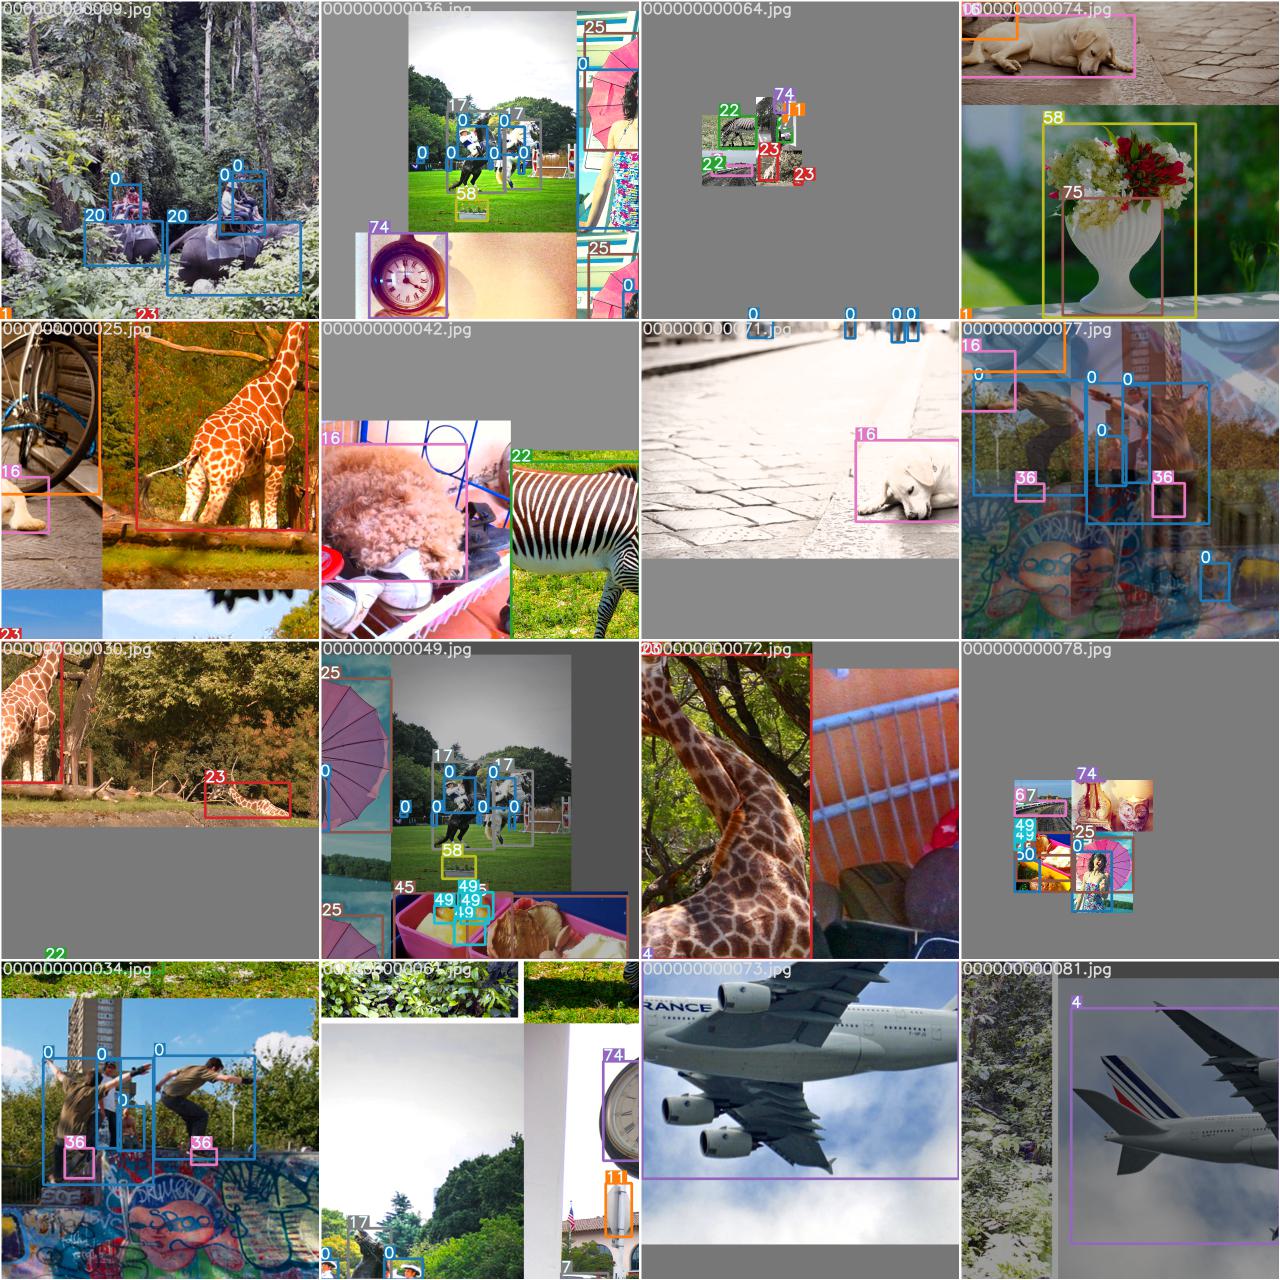 000000000009.jpg
000000000036.jpg
000000000064.jpg
000000000074.jpg
0 0 0 20 20 1 23
25 0 17 17 0 0 0 0 0 58 74 25 0
74 11 22 23 22 23 0 0 0 0
16 58 75 1
000000000025.jpg
000000000042.jpg
000000000071.jpg
000000000077.jpg
16 23
16 22
16
16 0 0 0 0 36 36 0
000000000030.jpg
000000000049.jpg
000000000072.jpg
000000000078.jpg
23 22
25 17 17 0 0 0 0 0 58 45 49 49 49 49 25
4
74 67 49 25 0
000000000034.jpg
000000000061.jpg
000000000073.jpg
000000000081.jpg
0 0 0 0 36 36
74 11 17 0 0 7
RANCE
4